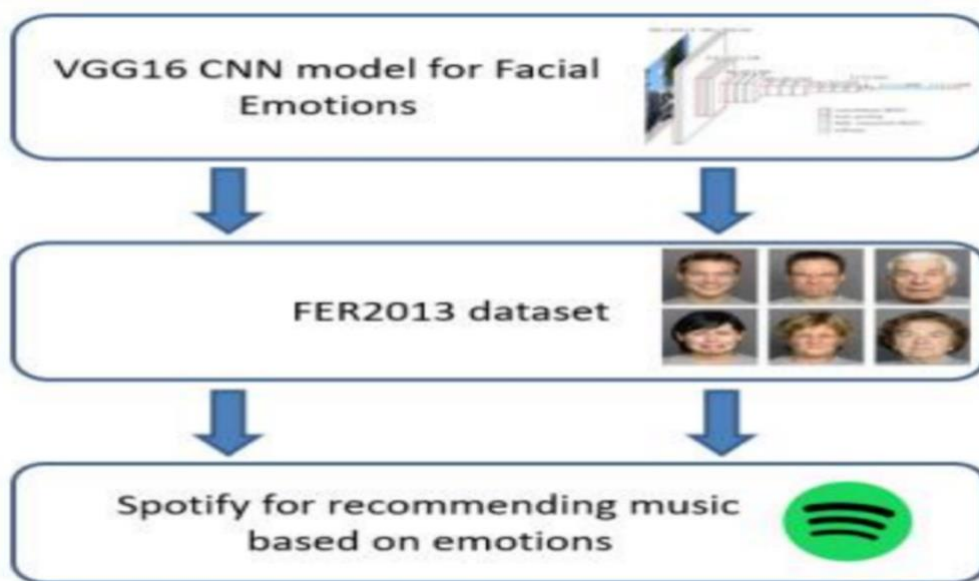 VGG16 CNN model for Facial
Emotions
FER2013 dataset
Spotify for recommending music
based on emotions